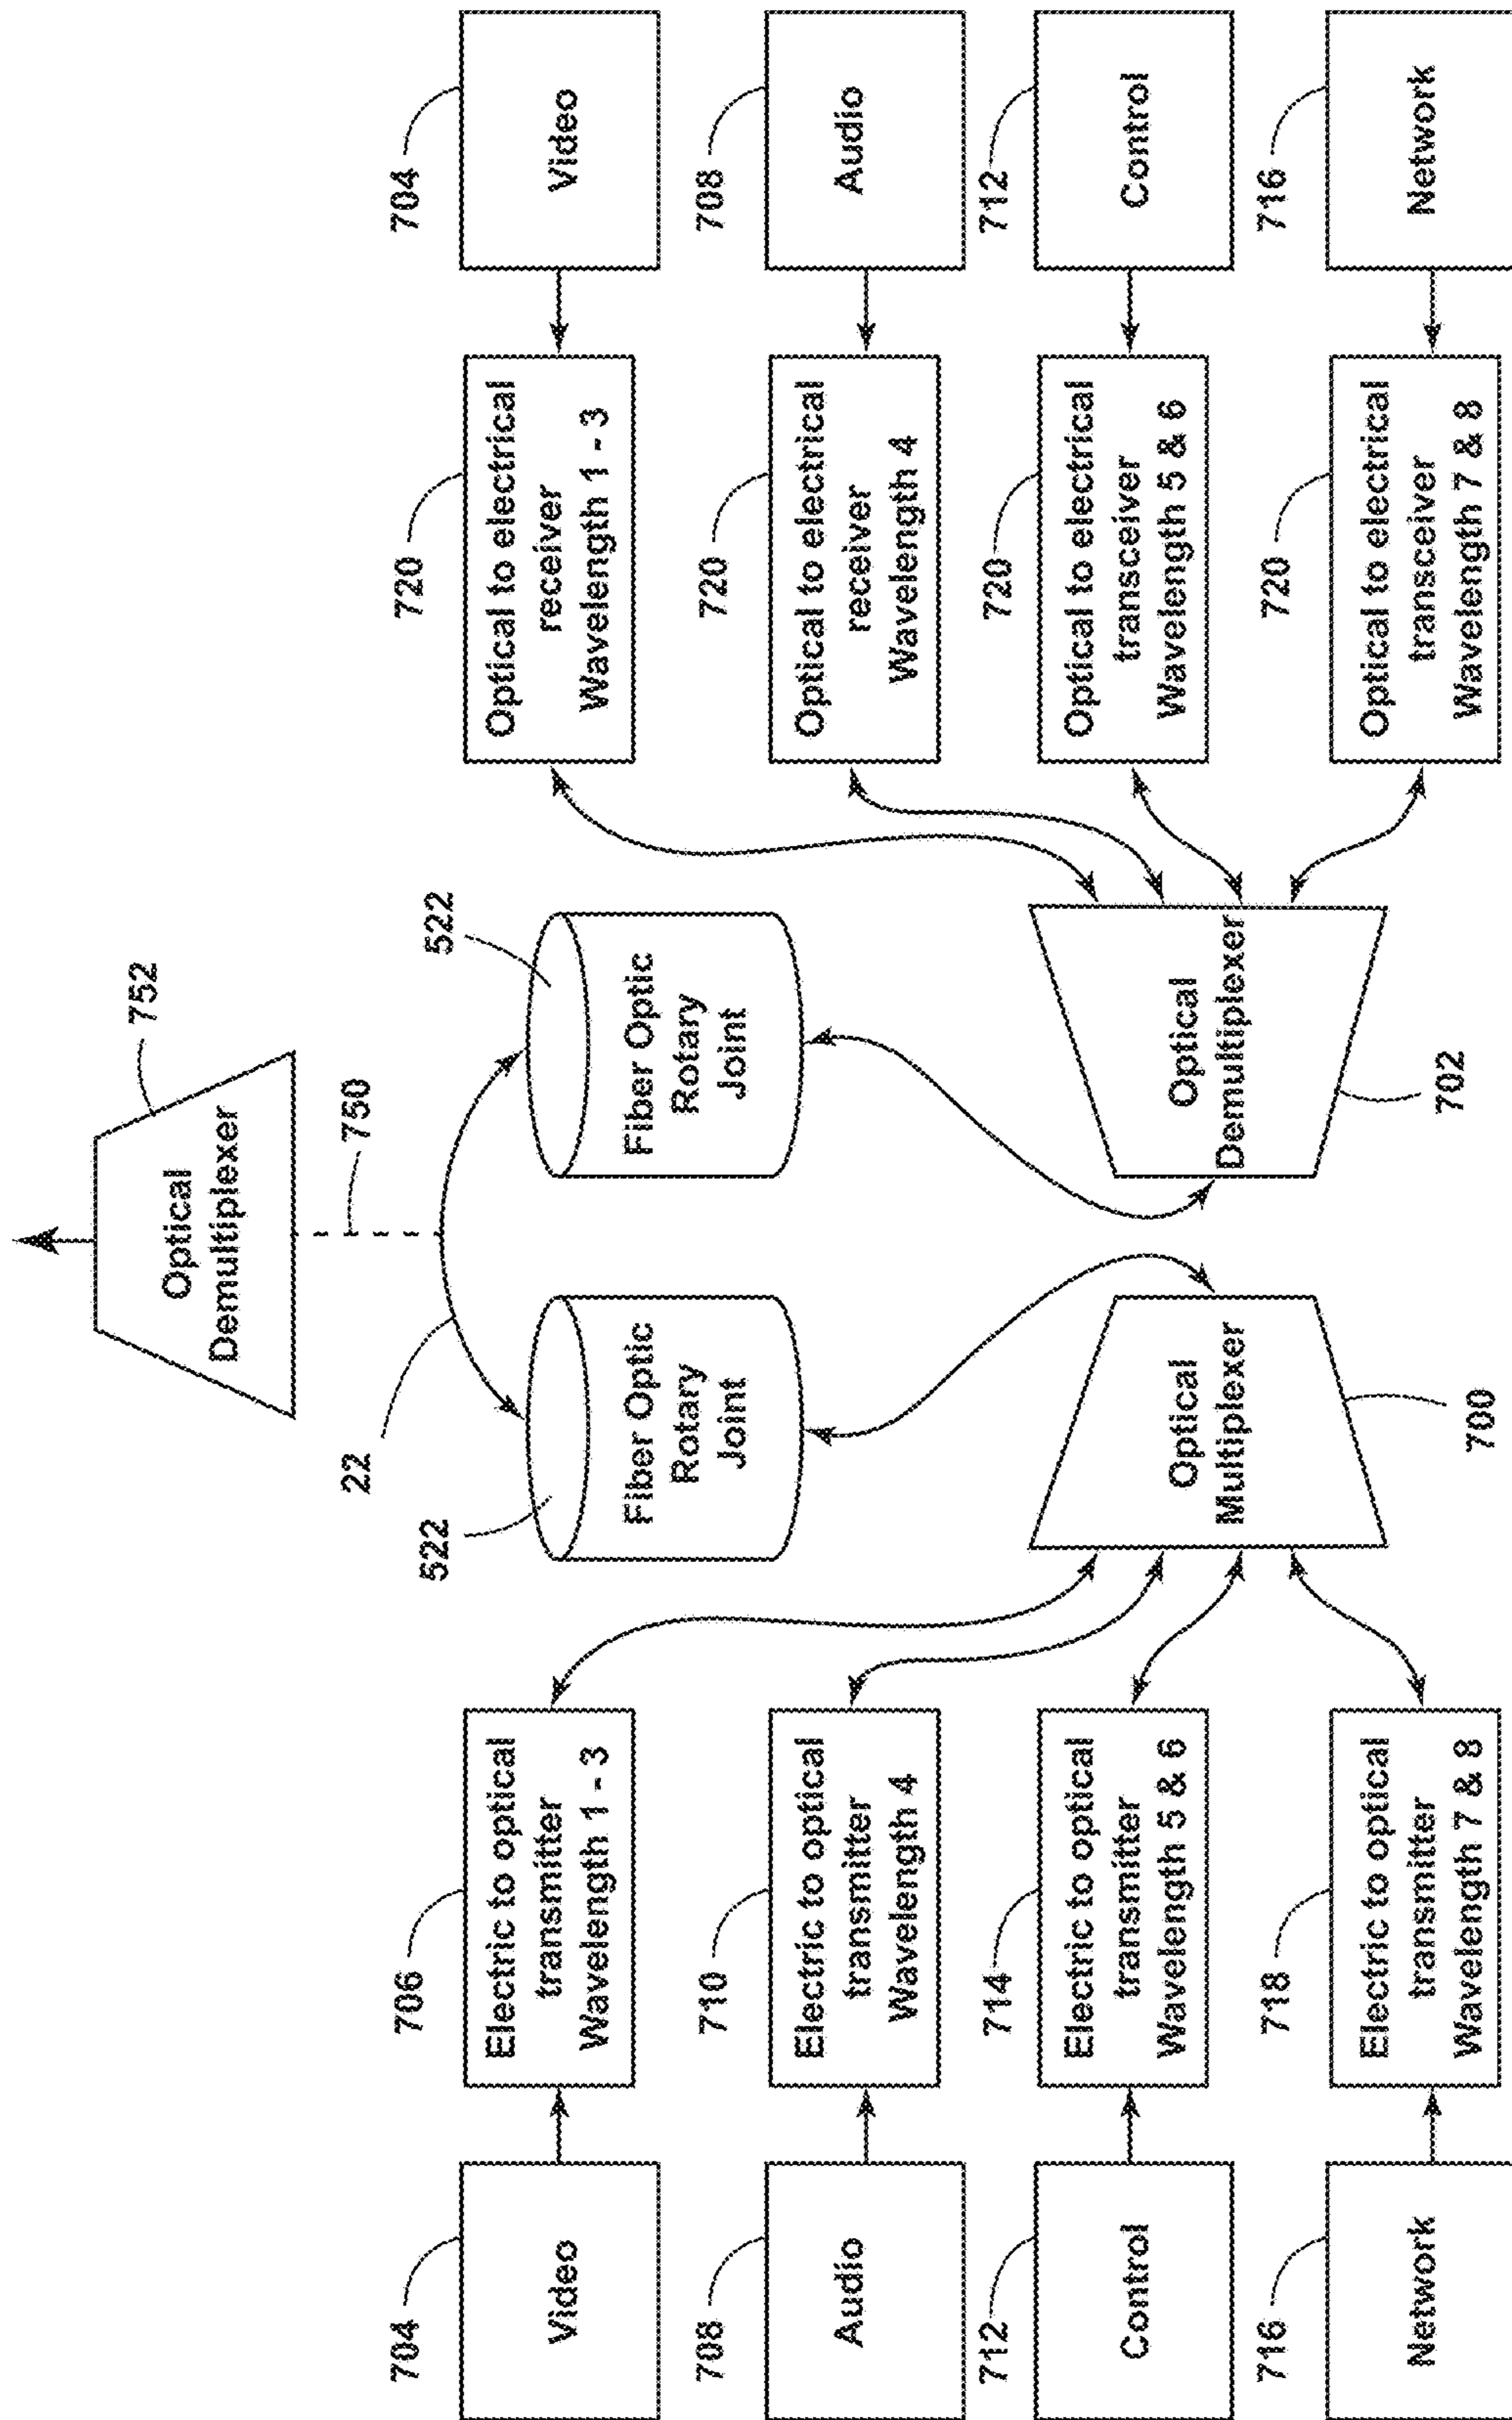 752
Optical
Demultiplexer
750
22
522
Fiber Optic
Rotary
Joint
522
Fiber Optic
Rotary
Joint
704
Video
706
Electric to optical
transmitter
Wavelength 1 - 3
720
Optical to electrical
receiver
Wavelength 1 - 3
704
Video
708
Audio
710
Electric to optical
transmitter
Wavelength 4
720
Optical to electrical
receiver
Wavelength 4
708
Audio
712
Control
714
Electric to optical
transmitter
Wavelength 5 & 6
Optical
Multiplexer
700
Optical
Demultiplexer
702
720
Optical to electrical
transceiver
Wavelength 5 & 6
712
Control
716
Network
718
Electric to optical
transmitter
Wavelength 7 & 8
720
Optical to electrical
transceiver
Wavelength 7 & 8
716
Network